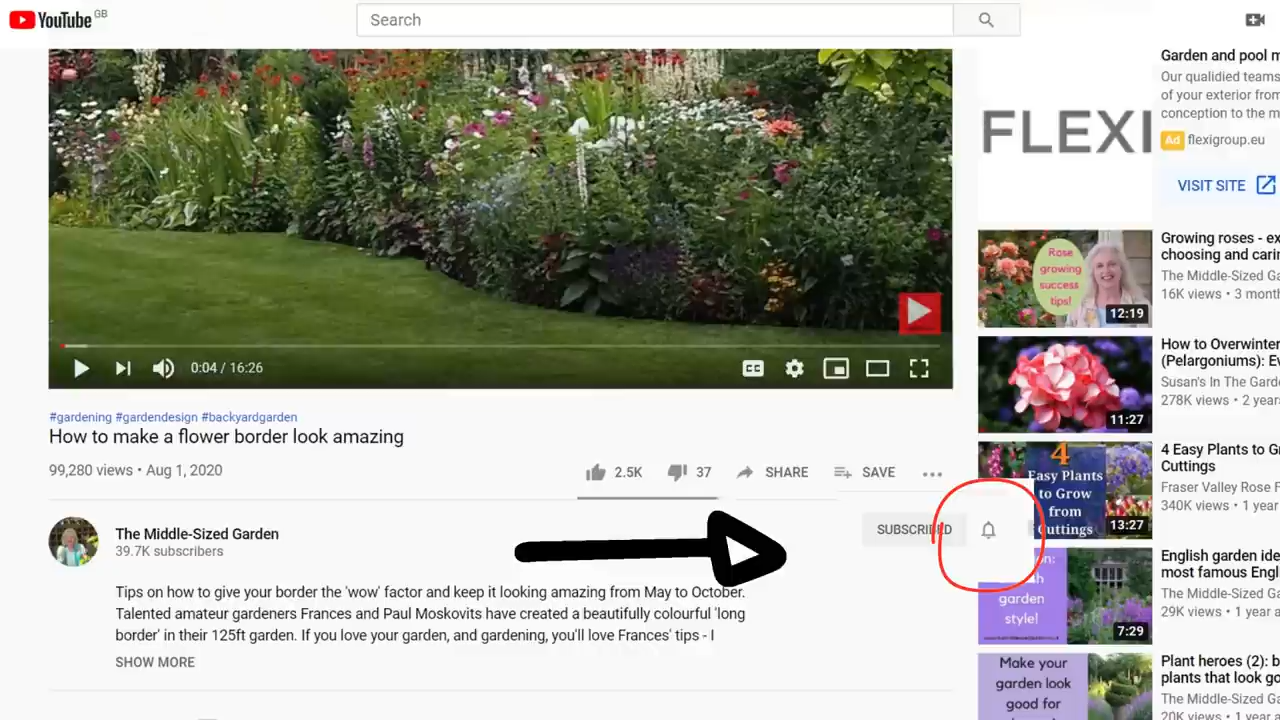 YouTube GB
Search
FLEXI
Garden and pool m
Our qualidied teams
of your exterior from
conception to the m
Ad flexigroup.eu
VISIT SITE
Rose
growing
success
tips!
12:19
Growing roses - ex
choosing and carin
The Middle-Sized Ga
16K views • 3 month
0:04 / 16:26
CC
How to Overwinter
(Pelargoniums): Ev
Susan's In The Garde
278K views • 2 years
11:27
#gardening #gardendesign #backyardgarden
How to make a flower border look amazing
99,280 views • Aug 1, 2020
2.5K
37
SHARE
SAVE
4
Easy Plants
to Grow
from
Cuttings
13:27
4 Easy Plants to Gr
Cuttings
Fraser Valley Rose F
340K views • 1 year
The Middle-Sized Garden
39.7K subscribers
SUBSCRIBED
Tips on how to give your border the 'wow' factor and keep it looking amazing from May to October.
Talented amateur gardeners Frances and Paul Moskovits have created a beautifully colourful 'long
border' in their 125ft garden. If you love your garden, and gardening, you'll love Frances' tips - I
SHOW MORE
garden
style!
7:29
English garden ide
most famous Engl
The Middle-Sized Ga
29K views • 1 year a
Make your
garden look
good for
Plant heroes (2): b
plants that look go
The Middle-Sized Ga
20K views • 1 year a